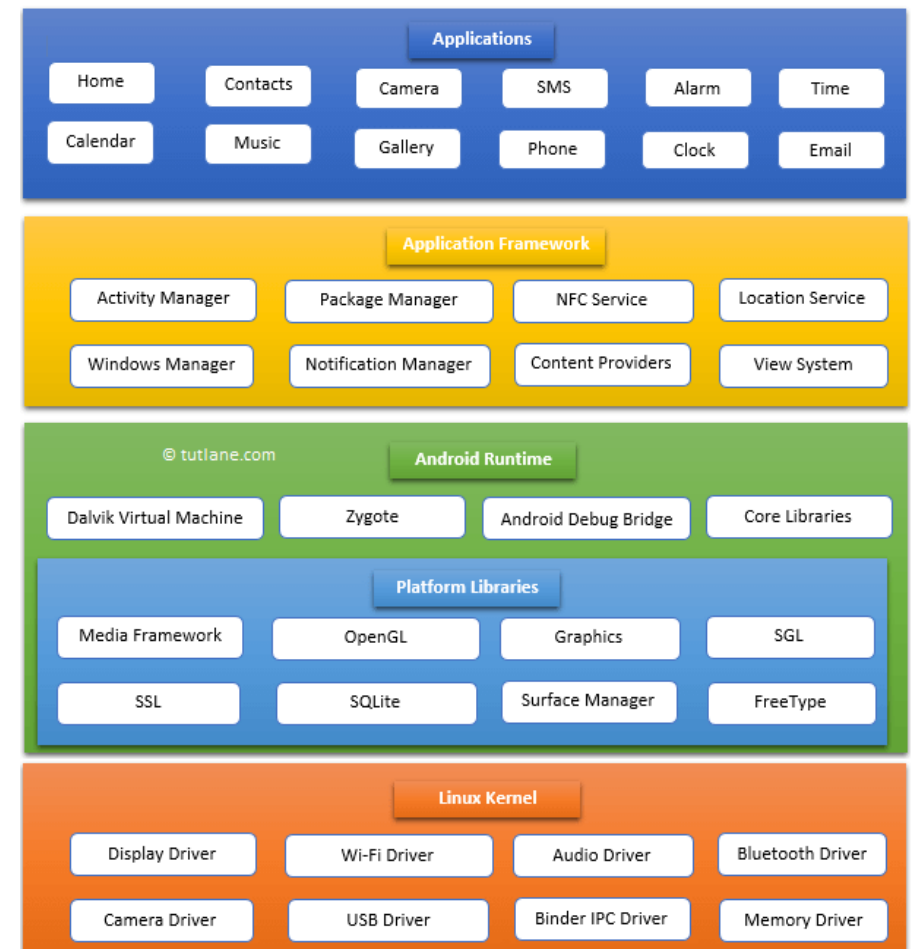 Applications
Home Contacts Camera SMS Alarm Time
Calendar Music Gallery Phone Clock Email
Application Framework
Activity Manager Package Manager NFC Service Location Service
Windows Manager Notification Manager Content Providers View System
© tutlane.com
Android Runtime
Dalvik Virtual Machine Zygote Android Debug Bridge Core Libraries
Platform Libraries
Media Framework OpenGL Graphics SGL
SSL SQLite Surface Manager FreeType
Linux Kernel
Display Driver Wi-Fi Driver Audio Driver Bluetooth Driver
Camera Driver USB Driver Binder IPC Driver Memory Driver